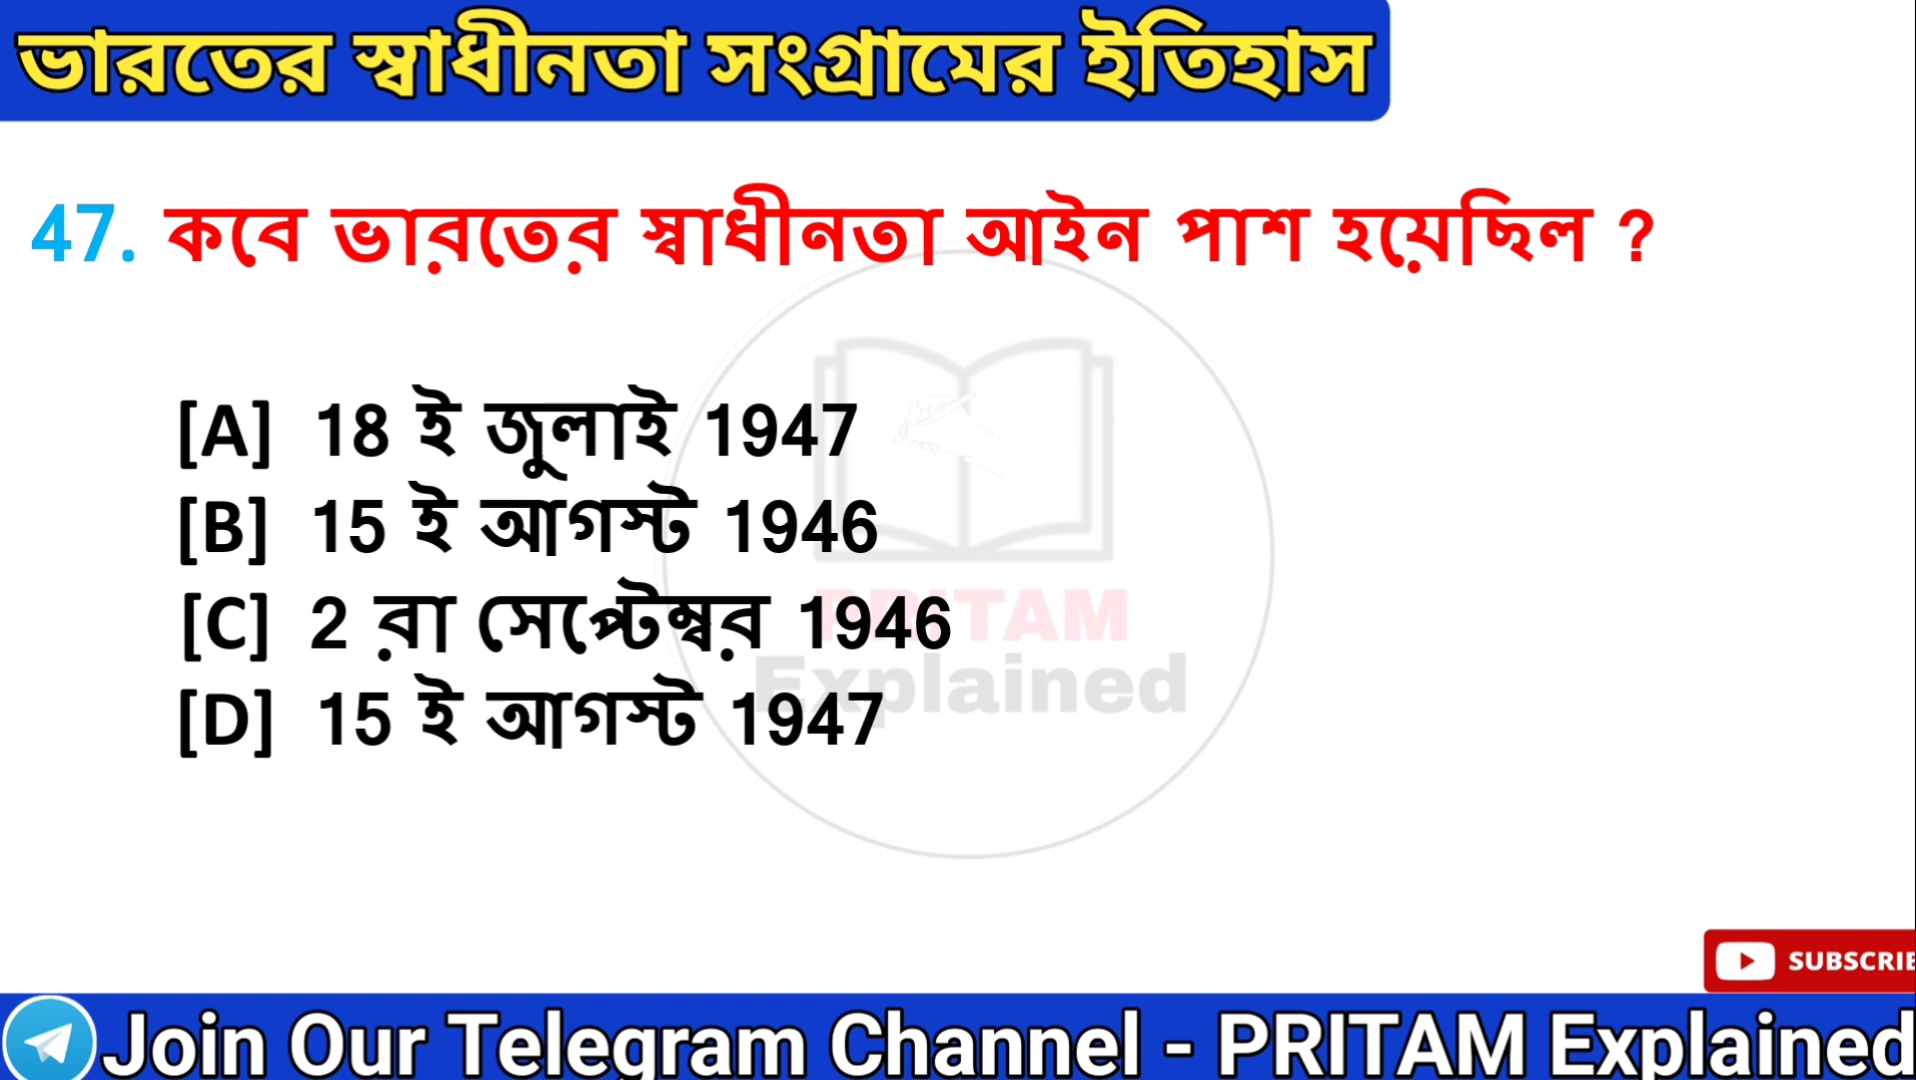 ভারতের স্বাধীনতা সংগ্রামের ইতিহাস
47. কবে ভারতের স্বাধীনতা আইন পাশ হয়েছিল ?
[A] 18 ই জুলাই 1947
[B] 15 ই আগস্ট 1946
[C] 2 রা সেপ্টেম্বর 1946
[D] 15 ই আগস্ট 1947
PRITAM
Explained
SUBSCRIB
Join Our Telegram Channel - PRITAM Explained